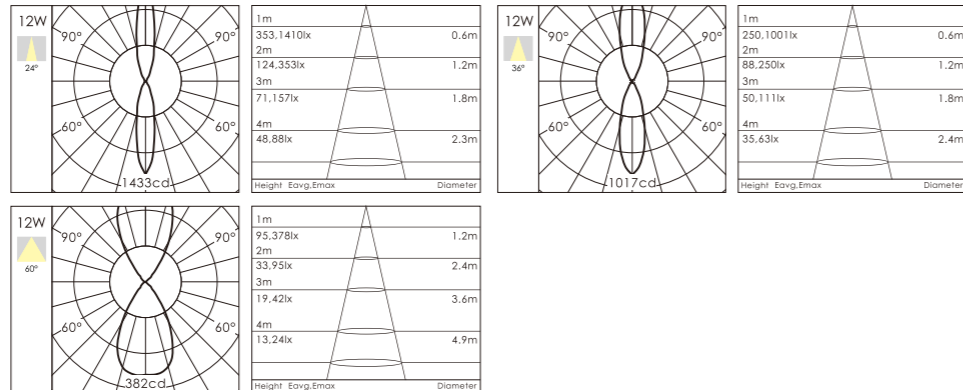 12W
24°
90°
90°
60°
60°
1433cd
1m
353,1410lx 0.6m
2m
124,353lx 1.2m
3m
71,157lx 1.8m
4m
48,88lx 2.3m
Height Eavg,Emax Diameter
12W
36°
90°
90°
60°
60°
1017cd
1m
250,1001lx 0.6m
2m
88,250lx 1.2m
3m
50,111lx 1.8m
4m
35,63lx 2.4m
Height Eavg,Emax Diameter
12W
60°
90°
90°
60°
60°
382cd
1m
95,378lx 1.2m
2m
33,95lx 2.4m
3m
19,42lx 3.6m
4m
13,24lx 4.9m
Height Eavg,Emax Diameter